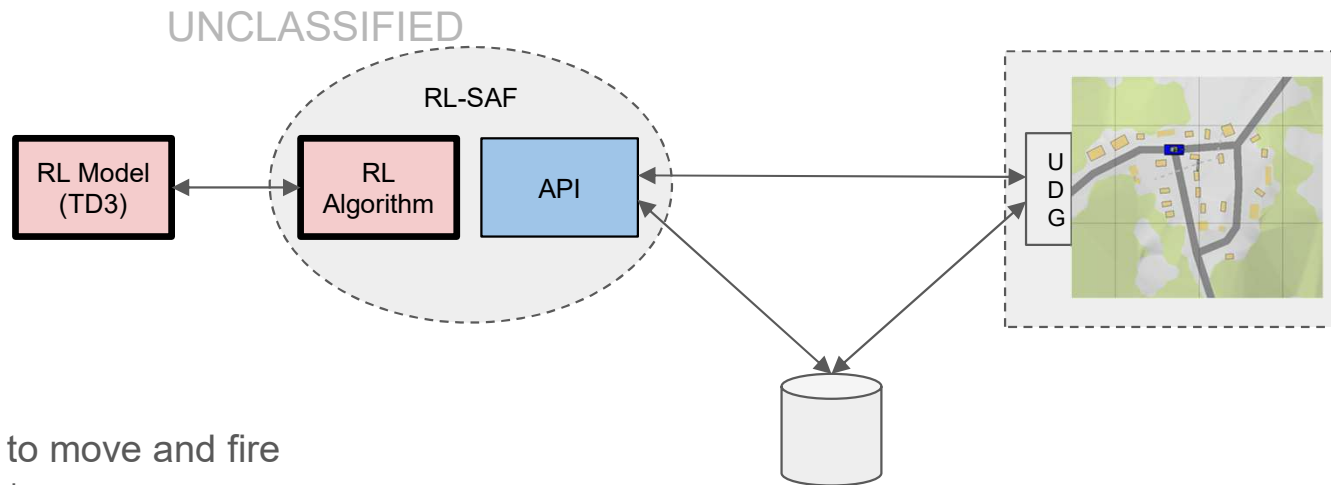 UNCLASSIFIED
RL-SAF
RL Model
(TD3)
RL
Algorithm
API
U
D
G
to move and fire